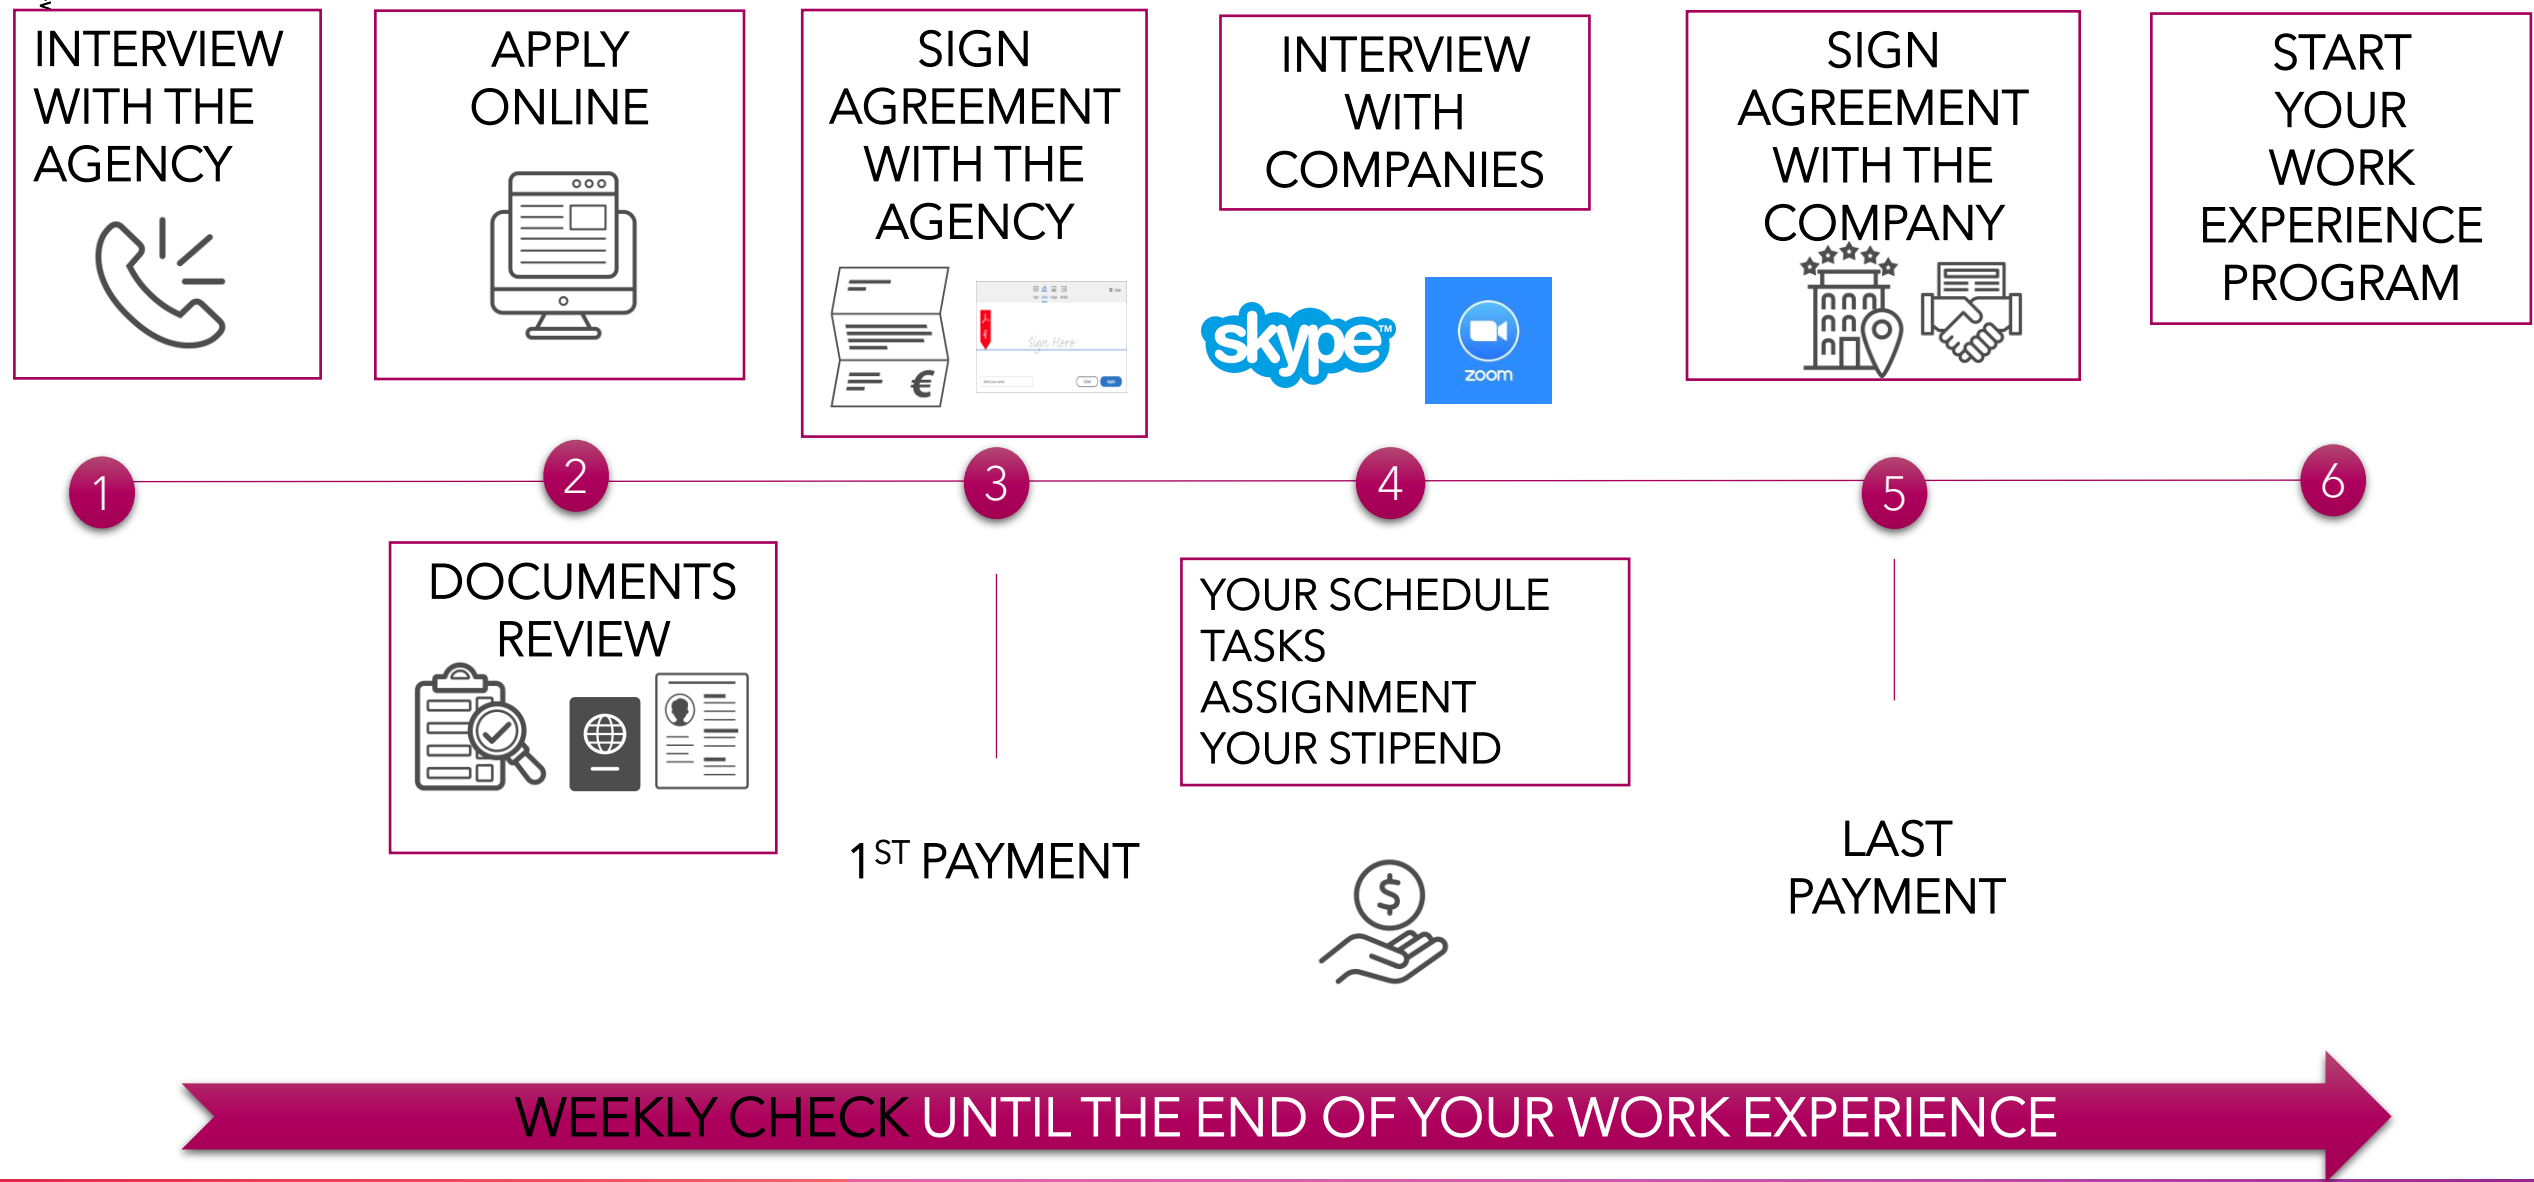 INTERVIEW
WITH THE
AGENCY
APPLY
ONLINE
SIGN
AGREEMENT
WITH THE
AGENCY
Sign Here
INTERVIEW
WITH
COMPANIES
skype™
zoom
SIGN
AGREEMENT
WITH THE
COMPANY
START
YOUR
WORK
EXPERIENCE
PROGRAM
1
2
3
4
5
6
DOCUMENTS
REVIEW
1ST PAYMENT
YOUR SCHEDULE
TASKS
ASSIGNMENT
YOUR STIPEND
LAST
PAYMENT
WEEKLY CHECK UNTIL THE END OF YOUR WORK EXPERIENCE